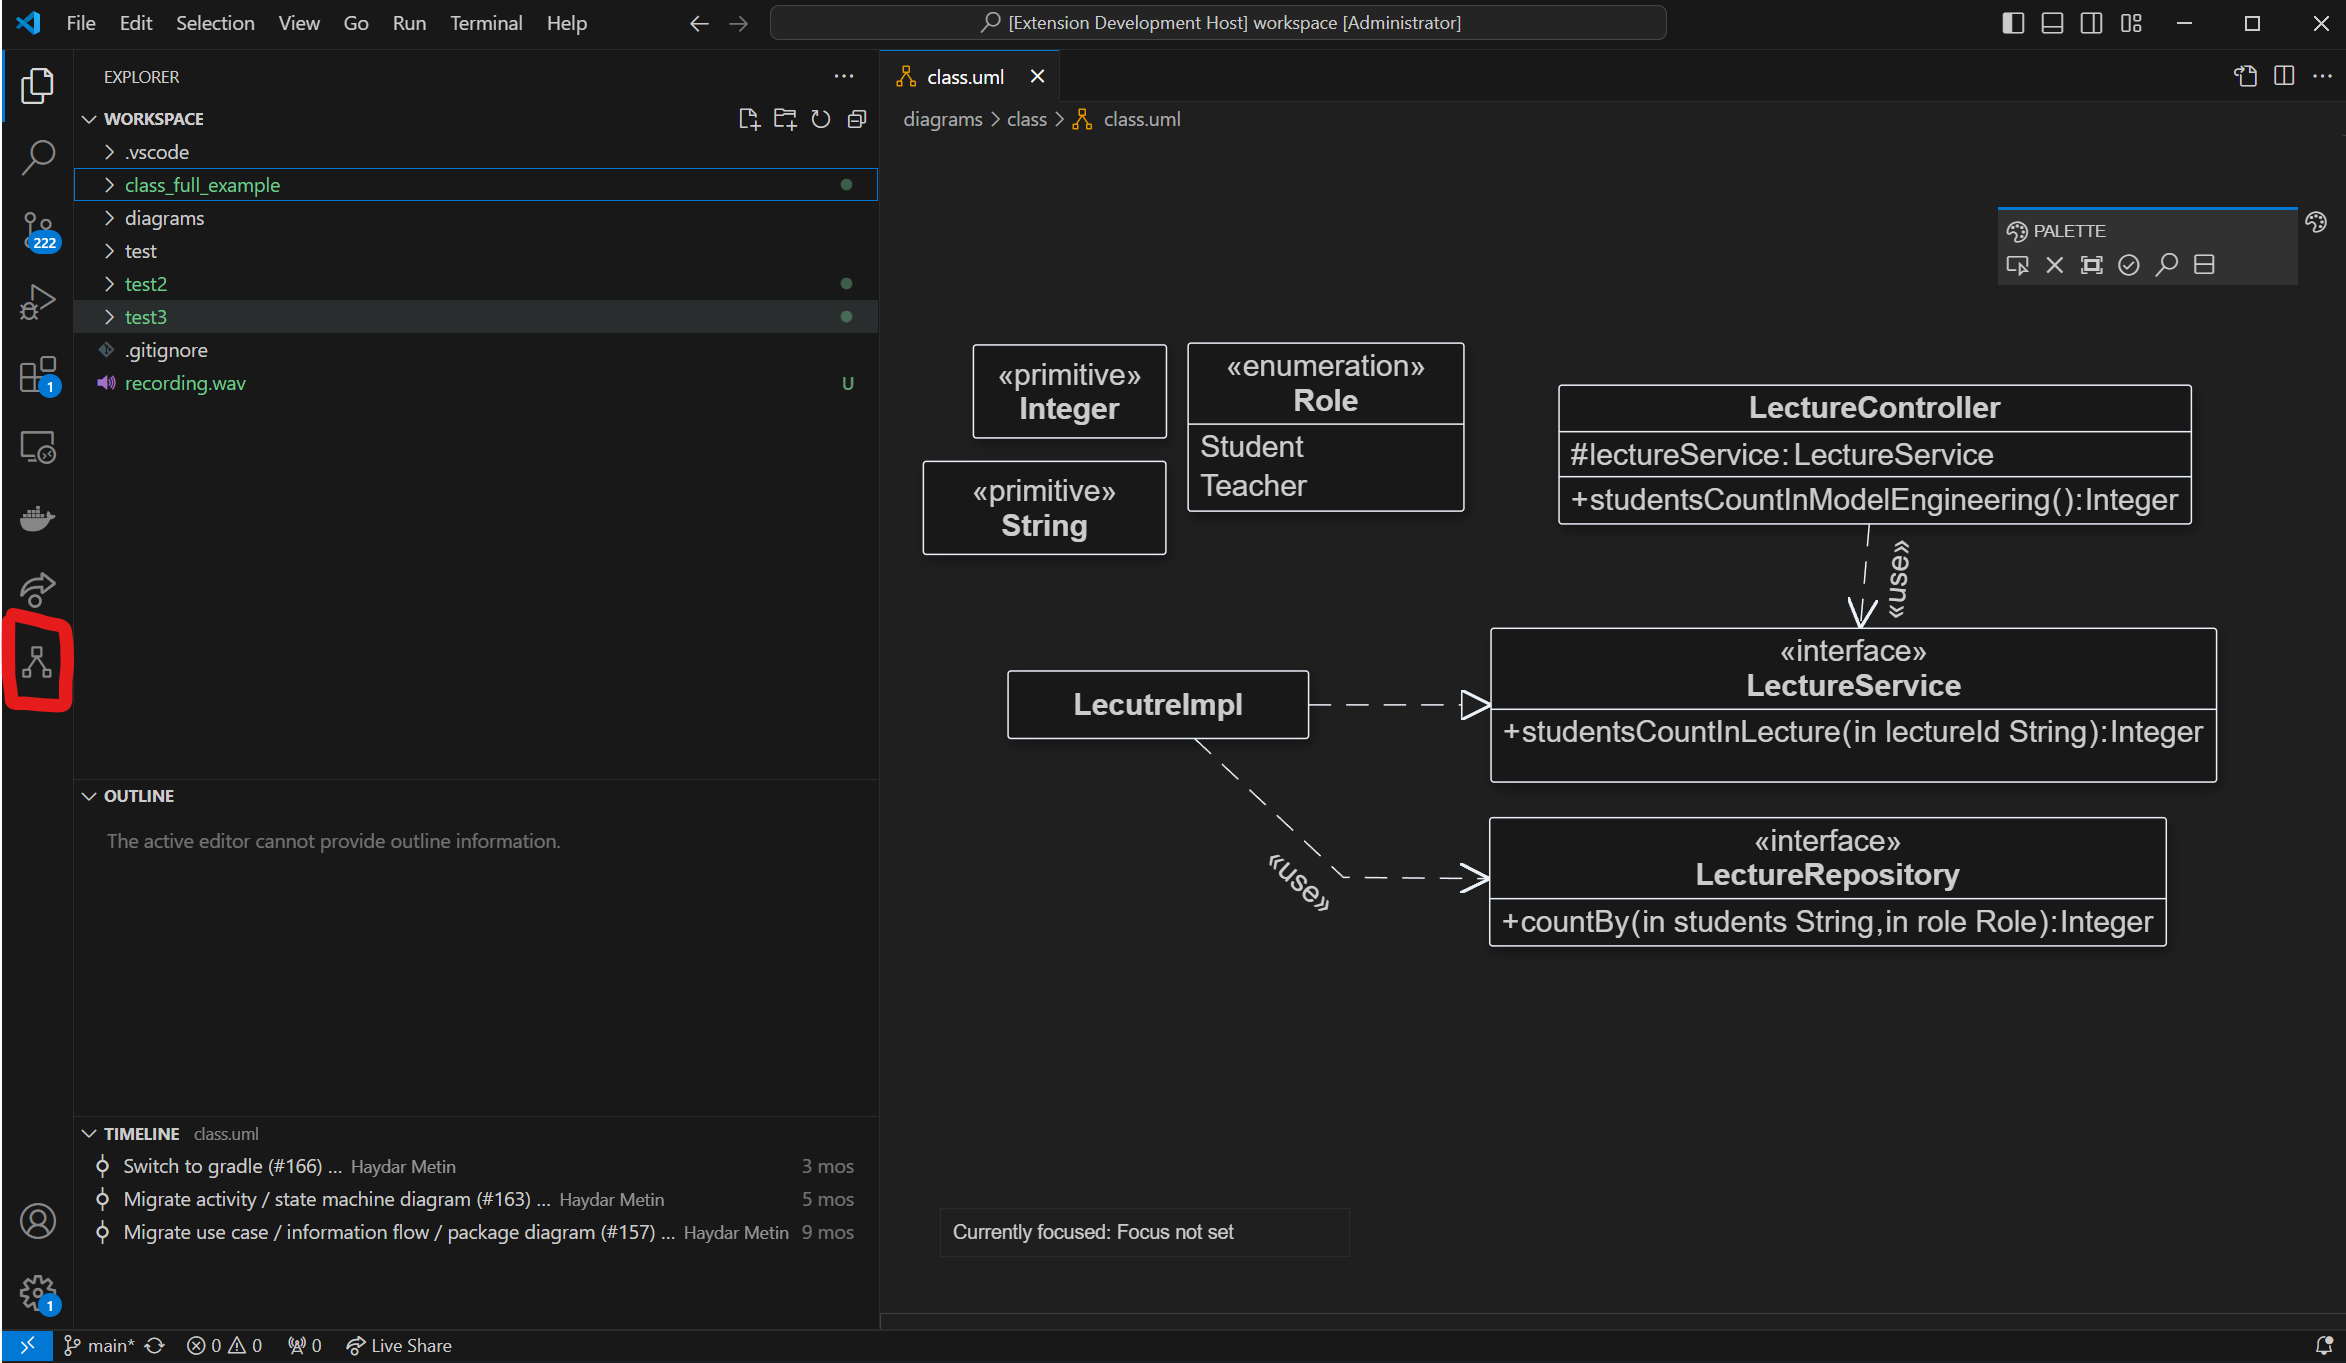 File Edit Selection View Go Run Terminal Help
[Extension Development Host] workspace [Administrator]
EXPLORER
WORKSPACE
.vscode
class_full_example
diagrams
test
test2
test3
.gitignore
recording.wav U
222
1
OUTLINE
The active editor cannot provide outline information.
TIMELINE class.uml
Switch to gradle (#166) ... Haydar Metin 3 mos
Migrate activity / state machine diagram (#163) ... Haydar Metin 5 mos
Migrate use case / information flow / package diagram (#157) ... Haydar Metin 9 mos
1
class.uml
diagrams > class > class.uml
PALETTE
«primitive»
Integer
«primitive»
String
«enumeration»
Role
Student
Teacher
LectureController
#lectureService: LectureService
+studentsCountInModelEngineering():Integer
«use»
«interface»
LectureService
+studentsCountInLecture(in lectureId String):Integer
LecutreImpl
«use»
«interface»
LectureRepository
+countBy(in students String,in role Role):Integer
Currently focused: Focus not set
main* 0 0 0 Live Share